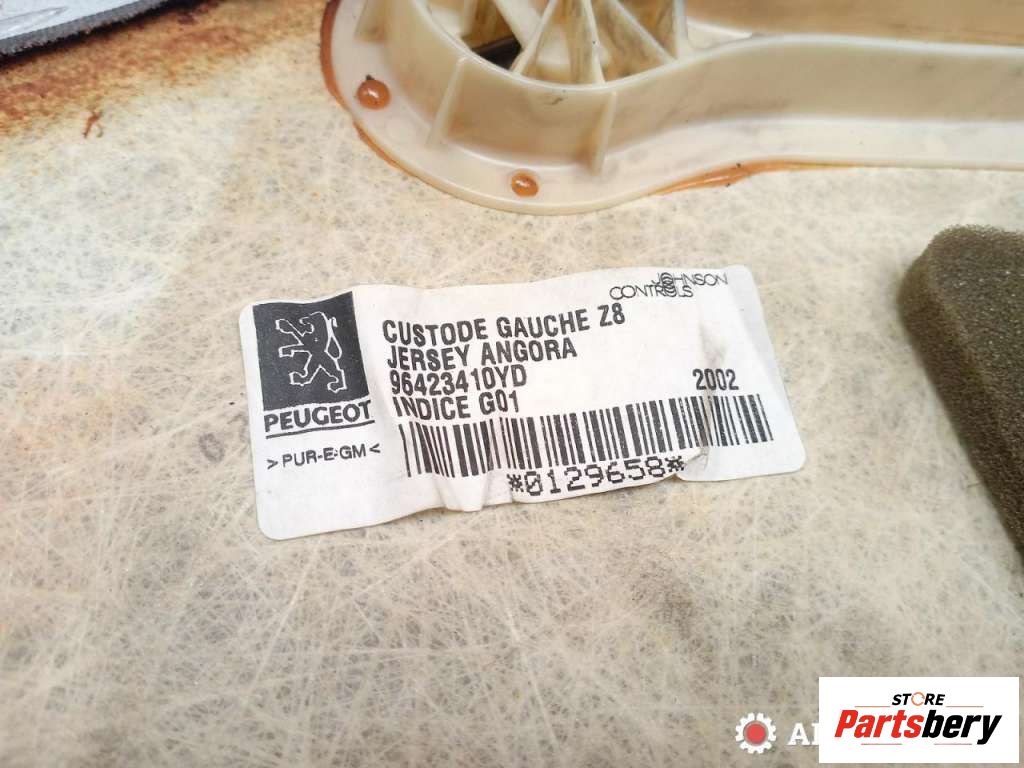 JOHNSON
CONTROLS
CUSTODE GAUCHE Z8
JERSEY ANGORA
96423410YD
2002
INDICE G01
PEUGEOT
>PUR-E-GM<
*0129658*
STORE
Partsbery